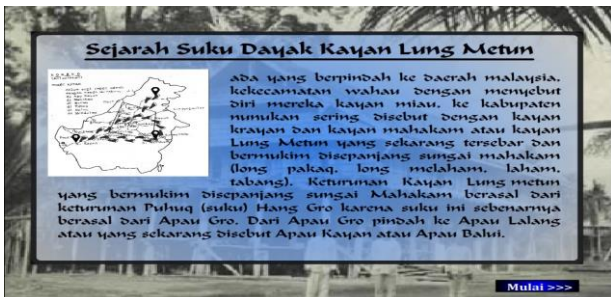 Sejarah Suku Dayak Kayan Lung Metun
ada yang berpindah ke daerah malaysia.
kekecamatan wahau dengan menyebut
diri mereka kayan miau. ke kabupaten
nunukan sering disebut dengan kayan
krayan dan kayan mahakam atau kayan
Lung Metun yang sekarang tersebar dan
bermukim disepanjang sungai mahakam
(long pakaq, long melaham, laham,
tabang). Keturunan Kayan Lung metun
yang bermukim disepanjang sungai Mahakam berasal dari
keturunan Puhuq (suku) Hang Gro karena suku ini sebenarnya
berasal dari Apau Gro. Dari Apau Gro pindah ke Apau Lalang
atau yang sekarang disebut Apau Kayan atau Apau Balui.
Mulai >>>